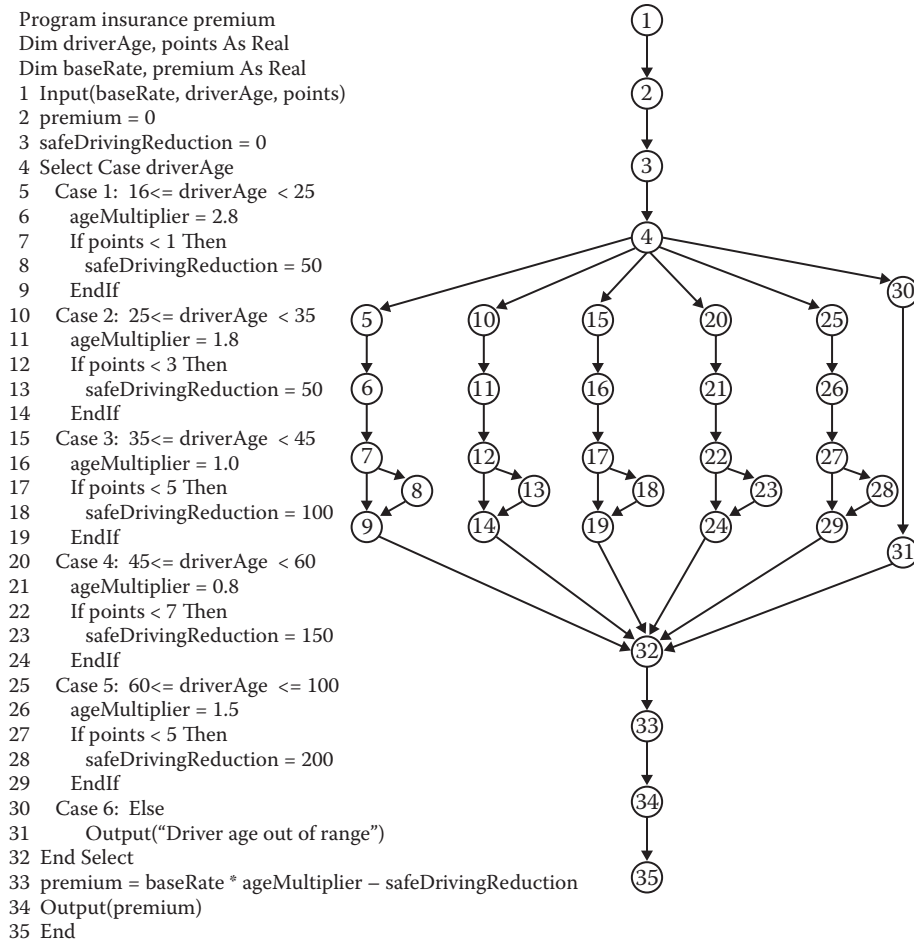 Program insurance premium
Dim driverAge, points As Real
Dim baseRate, premium As Real
1 Input(baseRate, driverAge, points)
2 premium = 0
3 safeDrivingReduction = 0
4 Select Case driverAge
5 Case 1: 16<= driverAge < 25
6 ageMultiplier = 2.8
7 If points < 1 Then
8 safeDrivingReduction = 50
9 EndIf
10 Case 2: 25<= driverAge < 35
11 ageMultiplier = 1.8
12 If points < 3 Then
13 safeDrivingReduction = 50
14 EndIf
15 Case 3: 35<= driverAge < 45
16 ageMultiplier = 1.0
17 If points < 5 Then
18 safeDrivingReduction = 100
19 EndIf
20 Case 4: 45<= driverAge < 60
21 ageMultiplier = 0.8
22 If points < 7 Then
23 safeDrivingReduction = 150
24 EndIf
25 Case 5: 60<= driverAge <= 100
26 ageMultiplier = 1.5
27 If points < 5 Then
28 safeDrivingReduction = 200
29 EndIf
30 Case 6: Else
31 Output(“Driver age out of range”)
32 End Select
33 premium = baseRate * ageMultiplier – safeDrivingReduction
34 Output(premium)
35 End
1
2
3
4
30
5 10 15 20 25
6 11 16 21 26
7 12 17 22 27
8 13 18 23 28
9 14 19 24 29
31
32
33
34
35